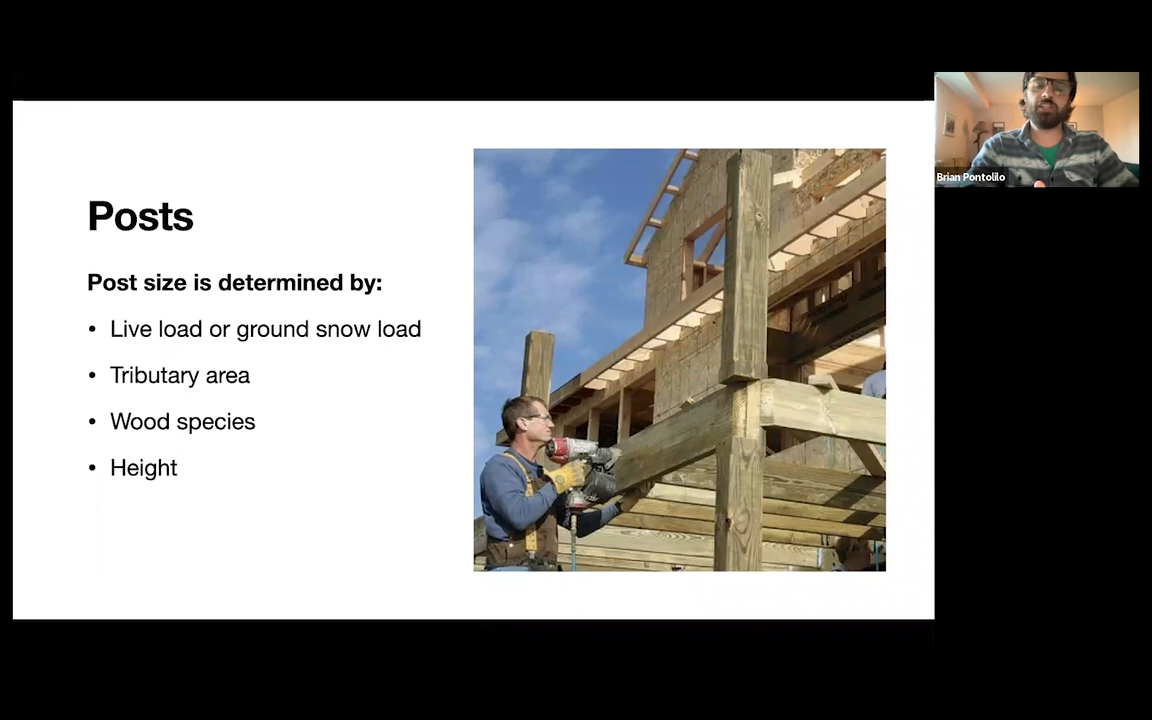 Posts
Post size is determined by:
• Live load or ground snow load
• Tributary area
• Wood species
• Height
Brian Pontolilo